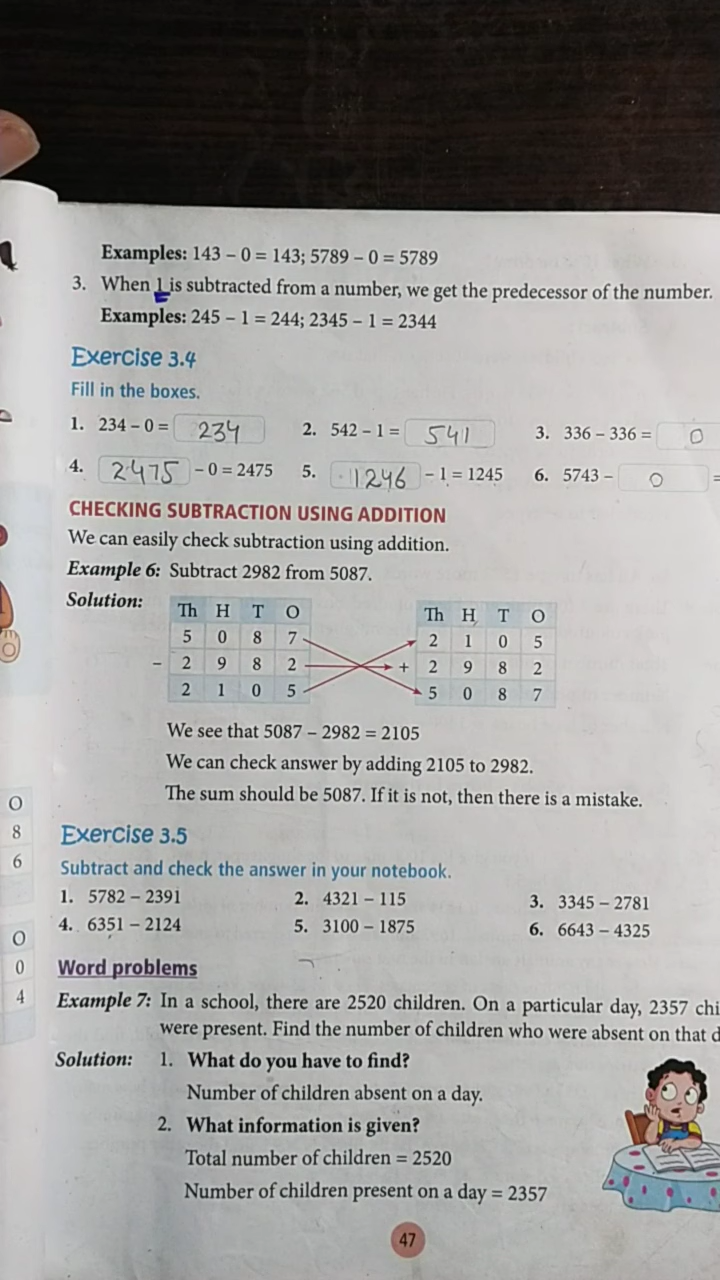 Examples: 143 – 0 = 143; 5789 – 0 = 5789
3. When 1 is subtracted from a number, we get the predecessor of the number.
Examples: 245 – 1 = 244; 2345 – 1 = 2344
Exercise 3.4
Fill in the boxes.
1. 234 – 0 = 234 2. 542 – 1 = 541 3. 336 – 336 = 0
4. 2475 – 0 = 2475 5. 1246 – 1 = 1245 6. 5743 – 0 =
CHECKING SUBTRACTION USING ADDITION
We can easily check subtraction using addition.
Example 6: Subtract 2982 from 5087.
Solution:
Th H T O Th H T O
5 0 8 7 2 1 0 5
– 2 9 8 2 + 2 9 8 2
2 1 0 5 5 0 8 7
We see that 5087 – 2982 = 2105
We can check answer by adding 2105 to 2982.
The sum should be 5087. If it is not, then there is a mistake.
O
8
6
Exercise 3.5
Subtract and check the answer in your notebook.
1. 5782 – 2391 2. 4321 – 115 3. 3345 – 2781
4. 6351 – 2124 5. 3100 – 1875 6. 6643 – 4325
O
0
4
Word problems
Example 7: In a school, there are 2520 children. On a particular day, 2357 chi
were present. Find the number of children who were absent on that d
Solution: 1. What do you have to find?
Number of children absent on a day.
2. What information is given?
Total number of children = 2520
Number of children present on a day = 2357
47